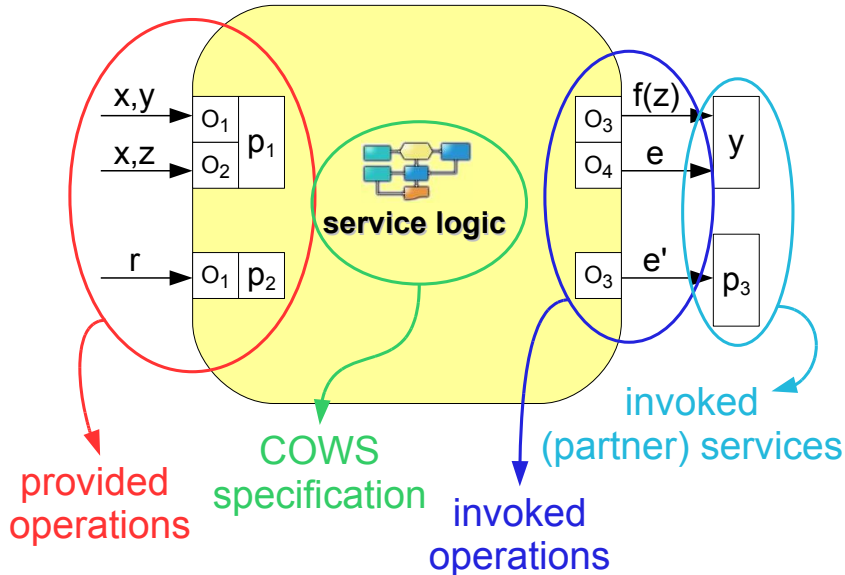 x,y
O1
p1
x,z
O2
r
O1
p2
service logic
O3
f(z)
O4
e
y
O3
e'
p3
provided
operations
COWS
specification
invoked
operations
invoked
(partner) services